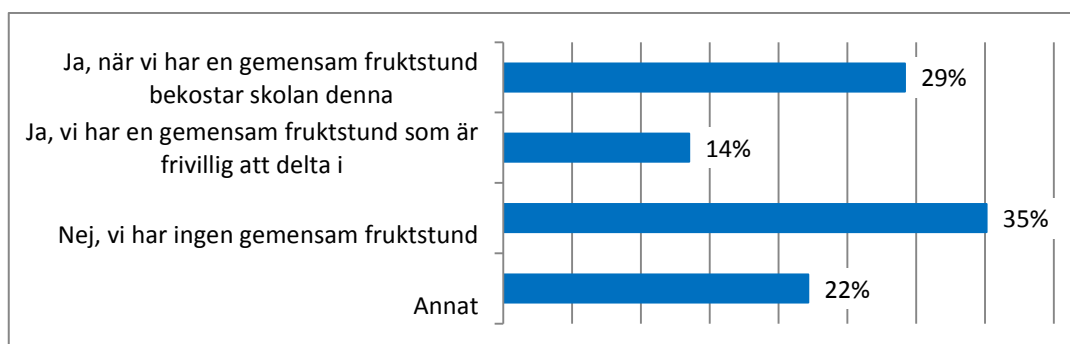 Ja, när vi har en gemensam fruktstund
bekostar skolan denna
29%
Ja, vi har en gemensam fruktstund som är
frivillig att delta i
14%
Nej, vi har ingen gemensam fruktstund
35%
Annat
22%